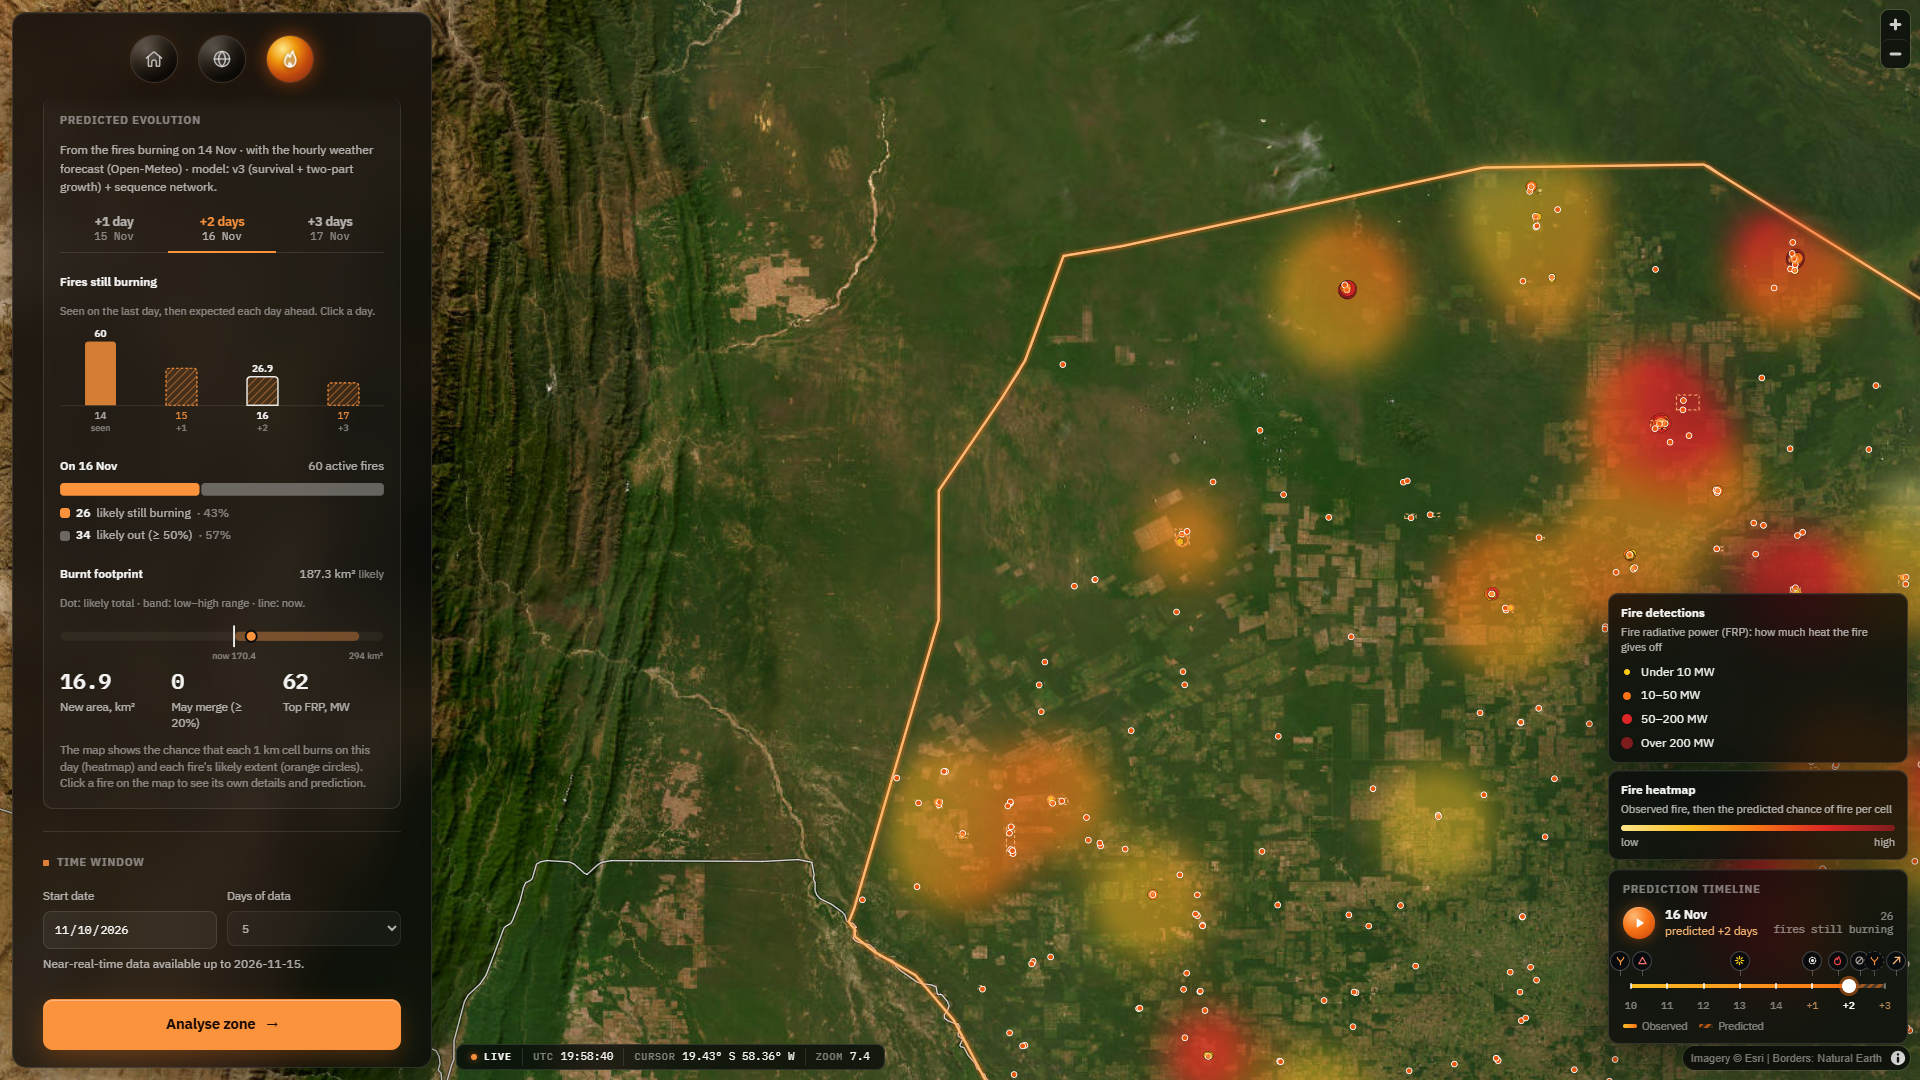 PREDICTED EVOLUTION
From the fires burning on 14 Nov · with the hourly weather
forecast (Open-Meteo) · model: v3 (survival + two-part
growth) + sequence network.
+1 day
15 Nov
+2 days
16 Nov
+3 days
17 Nov
Fires still burning
Seen on the last day, then expected each day ahead. Click a day.
60
26.9
14
seen
15
+1
16
+2
17
+3
On 16 Nov
60 active fires
26 likely still burning · 43%
34 likely out (≥ 50%) · 57%
Burnt footprint
187.3 km² likely
Dot: likely total · band: low–high range · line: now.
now 170.4
294 km²
16.9
New area, km²
0
May merge (≥
20%)
62
Top FRP, MW
The map shows the chance that each 1 km cell burns on this
day (heatmap) and each fire's likely extent (orange circles).
Click a fire on the map to see its own details and prediction.
TIME WINDOW
Start date
Days of data
11/10/2026
5
Near-real-time data available up to 2026-11-15.
Analyse zone →
LIVE
UTC 19:58:40
CURSOR 19.43° S 58.36° W
ZOOM 7.4
+
−
Fire detections
Fire radiative power (FRP): how much heat the fire
gives off
Under 10 MW
10–50 MW
50–200 MW
Over 200 MW
Fire heatmap
Observed fire, then the predicted chance of fire per cell
low
high
PREDICTION TIMELINE
16 Nov
predicted +2 days
26
fires still burning
10 11 12 13 14 +1 +2 +3
Observed
Predicted
Imagery © Esri | Borders: Natural Earth